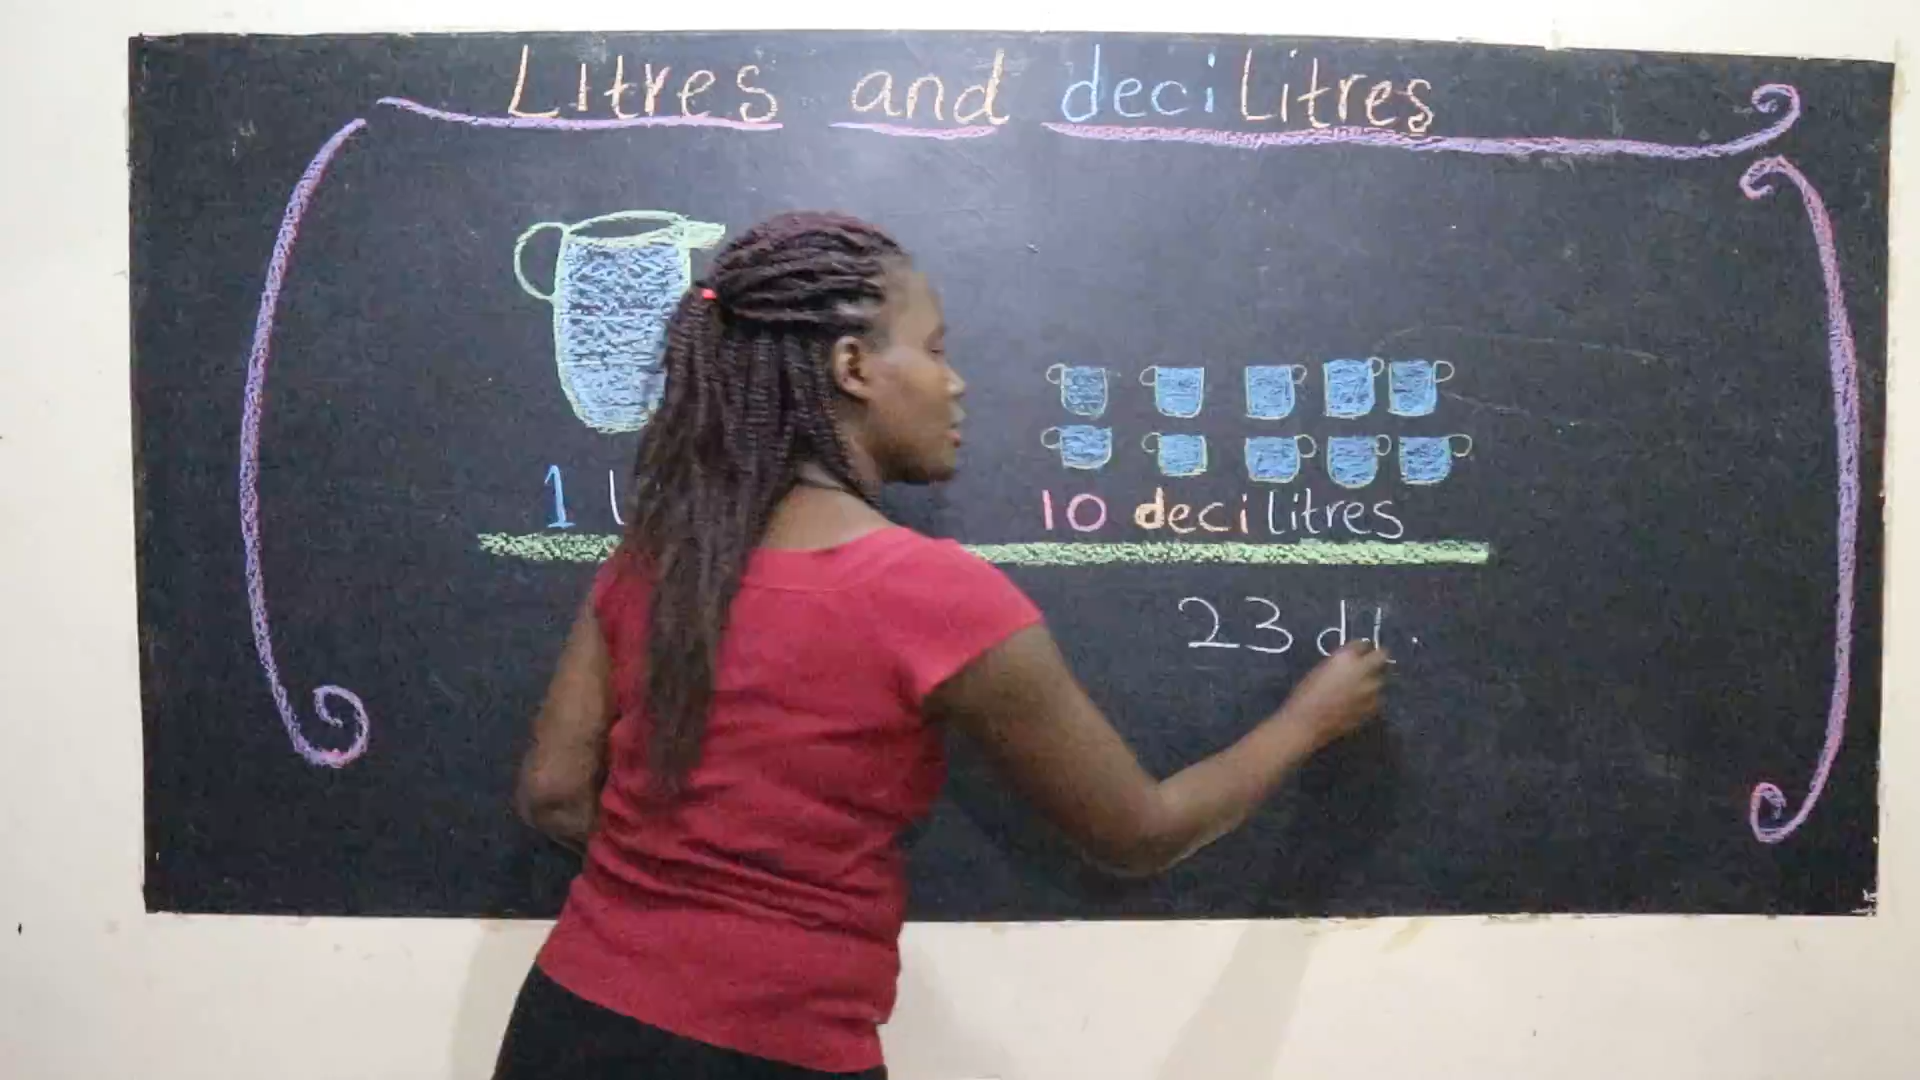 Litres and deciLitres
1 l
10 decilitres
23 dl.